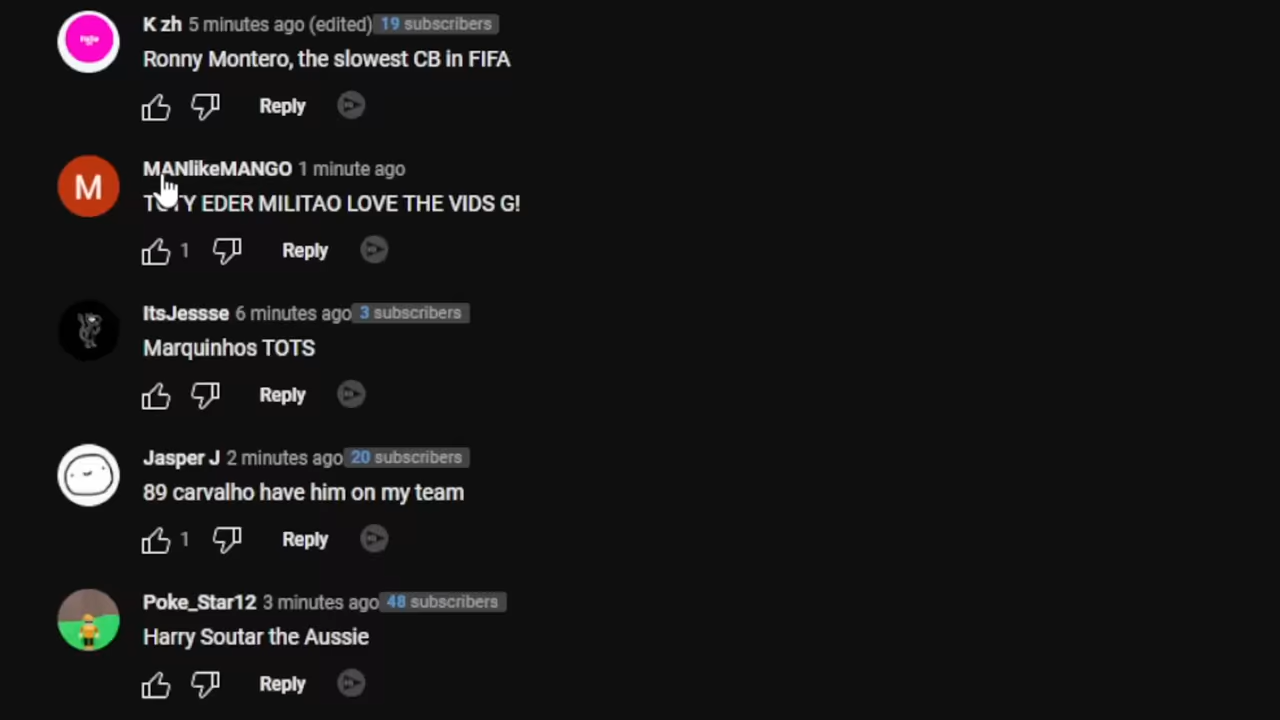 K zh 5 minutes ago (edited) 19 subscribers
Ronny Montero, the slowest CB in FIFA
Reply
MANlikeMANGO 1 minute ago
EDER MILITAO LOVE THE VIDS G!
1 Reply
ItsJessse 6 minutes ago 3 subscribers
Marquinhos TOTS
Reply
Jasper J 2 minutes ago 20 subscribers
89 carvalho have him on my team
1 Reply
Poke_Star12 3 minutes ago 48 subscribers
Harry Soutar the Aussie
Reply
M